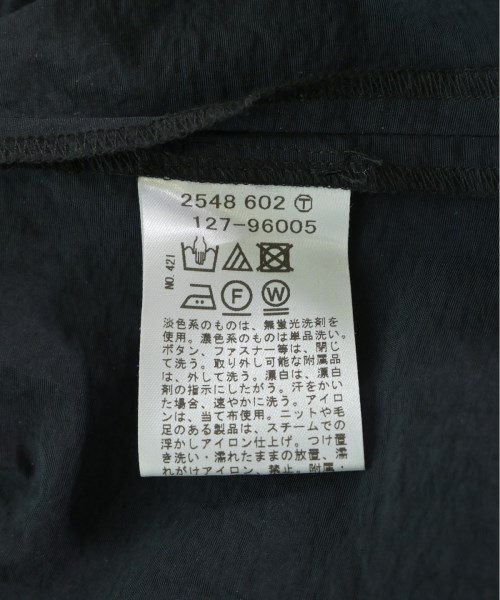 2548 602 Ⓣ
127-96005
NO.421
F W
淡色系のものは、無蛍光洗剤を
使用。濃色系のものは単品洗い。
ボタン、ファスナー等は、閉じ
て洗う。取り外し可能な附属品
は、外して洗う。漂白は、漂白
剤の指示にしたがう。汗をかい
た場合、速やかに洗う。アイロ
ンは、当て布使用。ニットや毛
足のある製品は、スチームでの
浮かしアイロン仕上げ。つけ置
き洗い・濡れたままの放置、濡
れがけアイロン、禁止。附属・